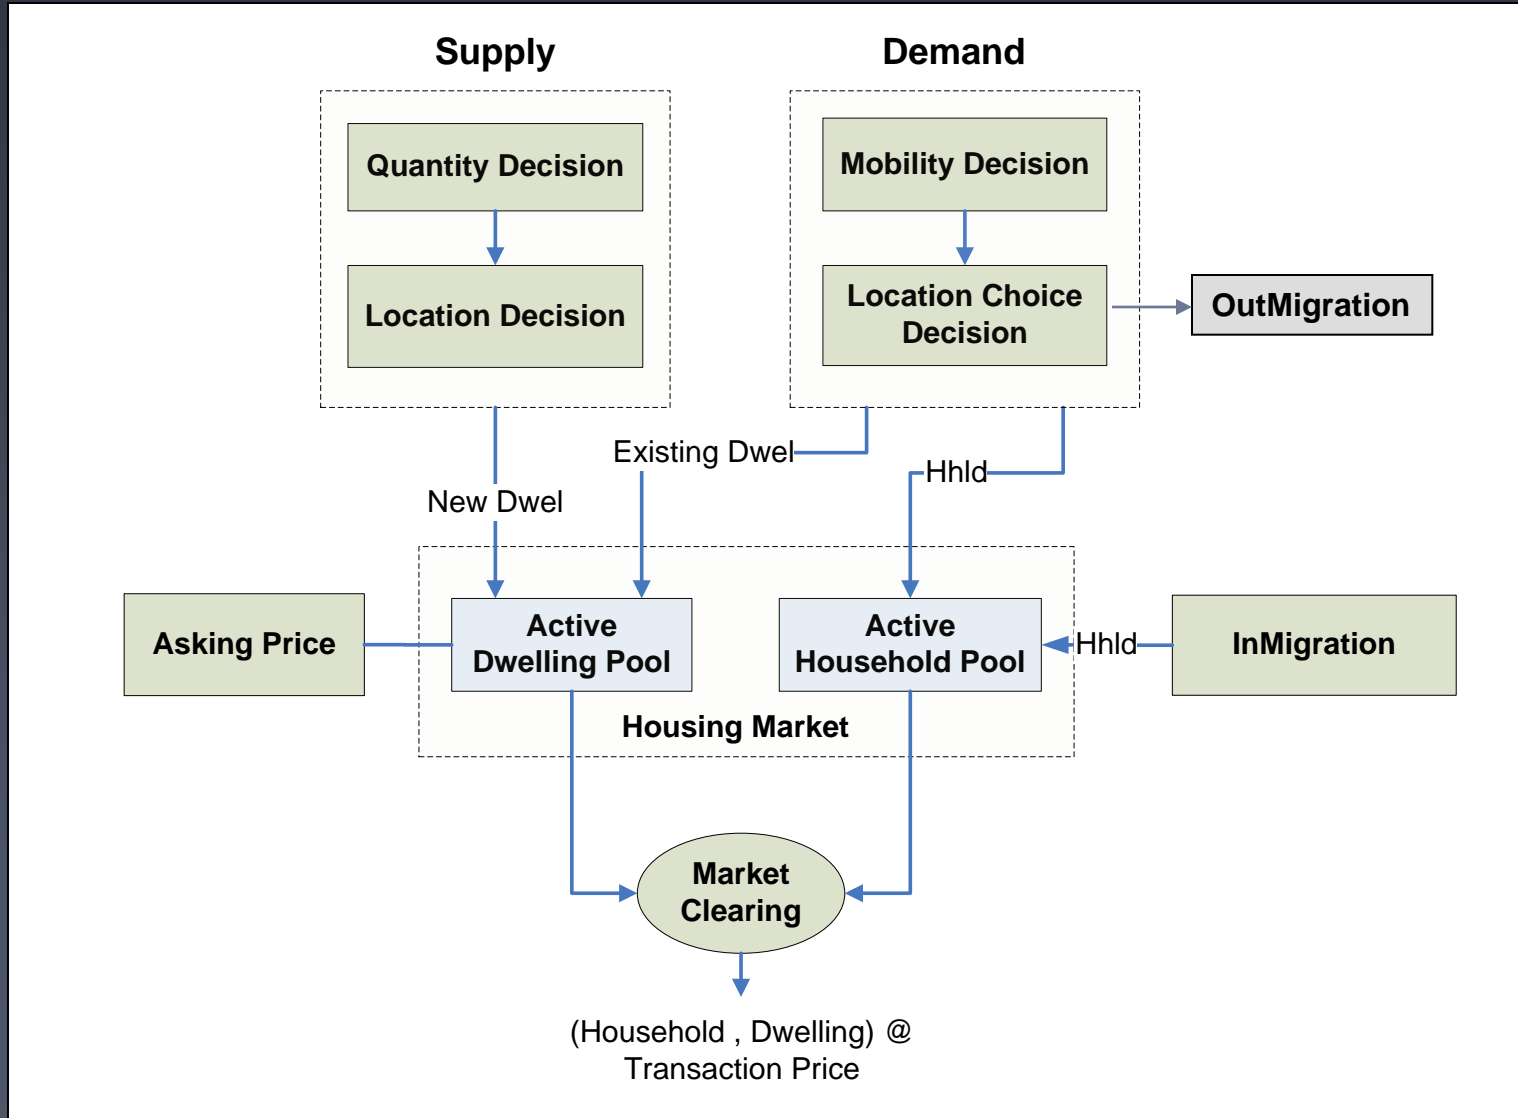 Supply
Demand
Quantity Decision
Mobility Decision
Location Decision
Location Choice
Decision
OutMigration
Existing Dwel
Hhld
New Dwel
Asking Price
Active
Dwelling Pool
Active
Household Pool
Hhld
InMigration
Housing Market
Market
Clearing
(Household , Dwelling) @
Transaction Price